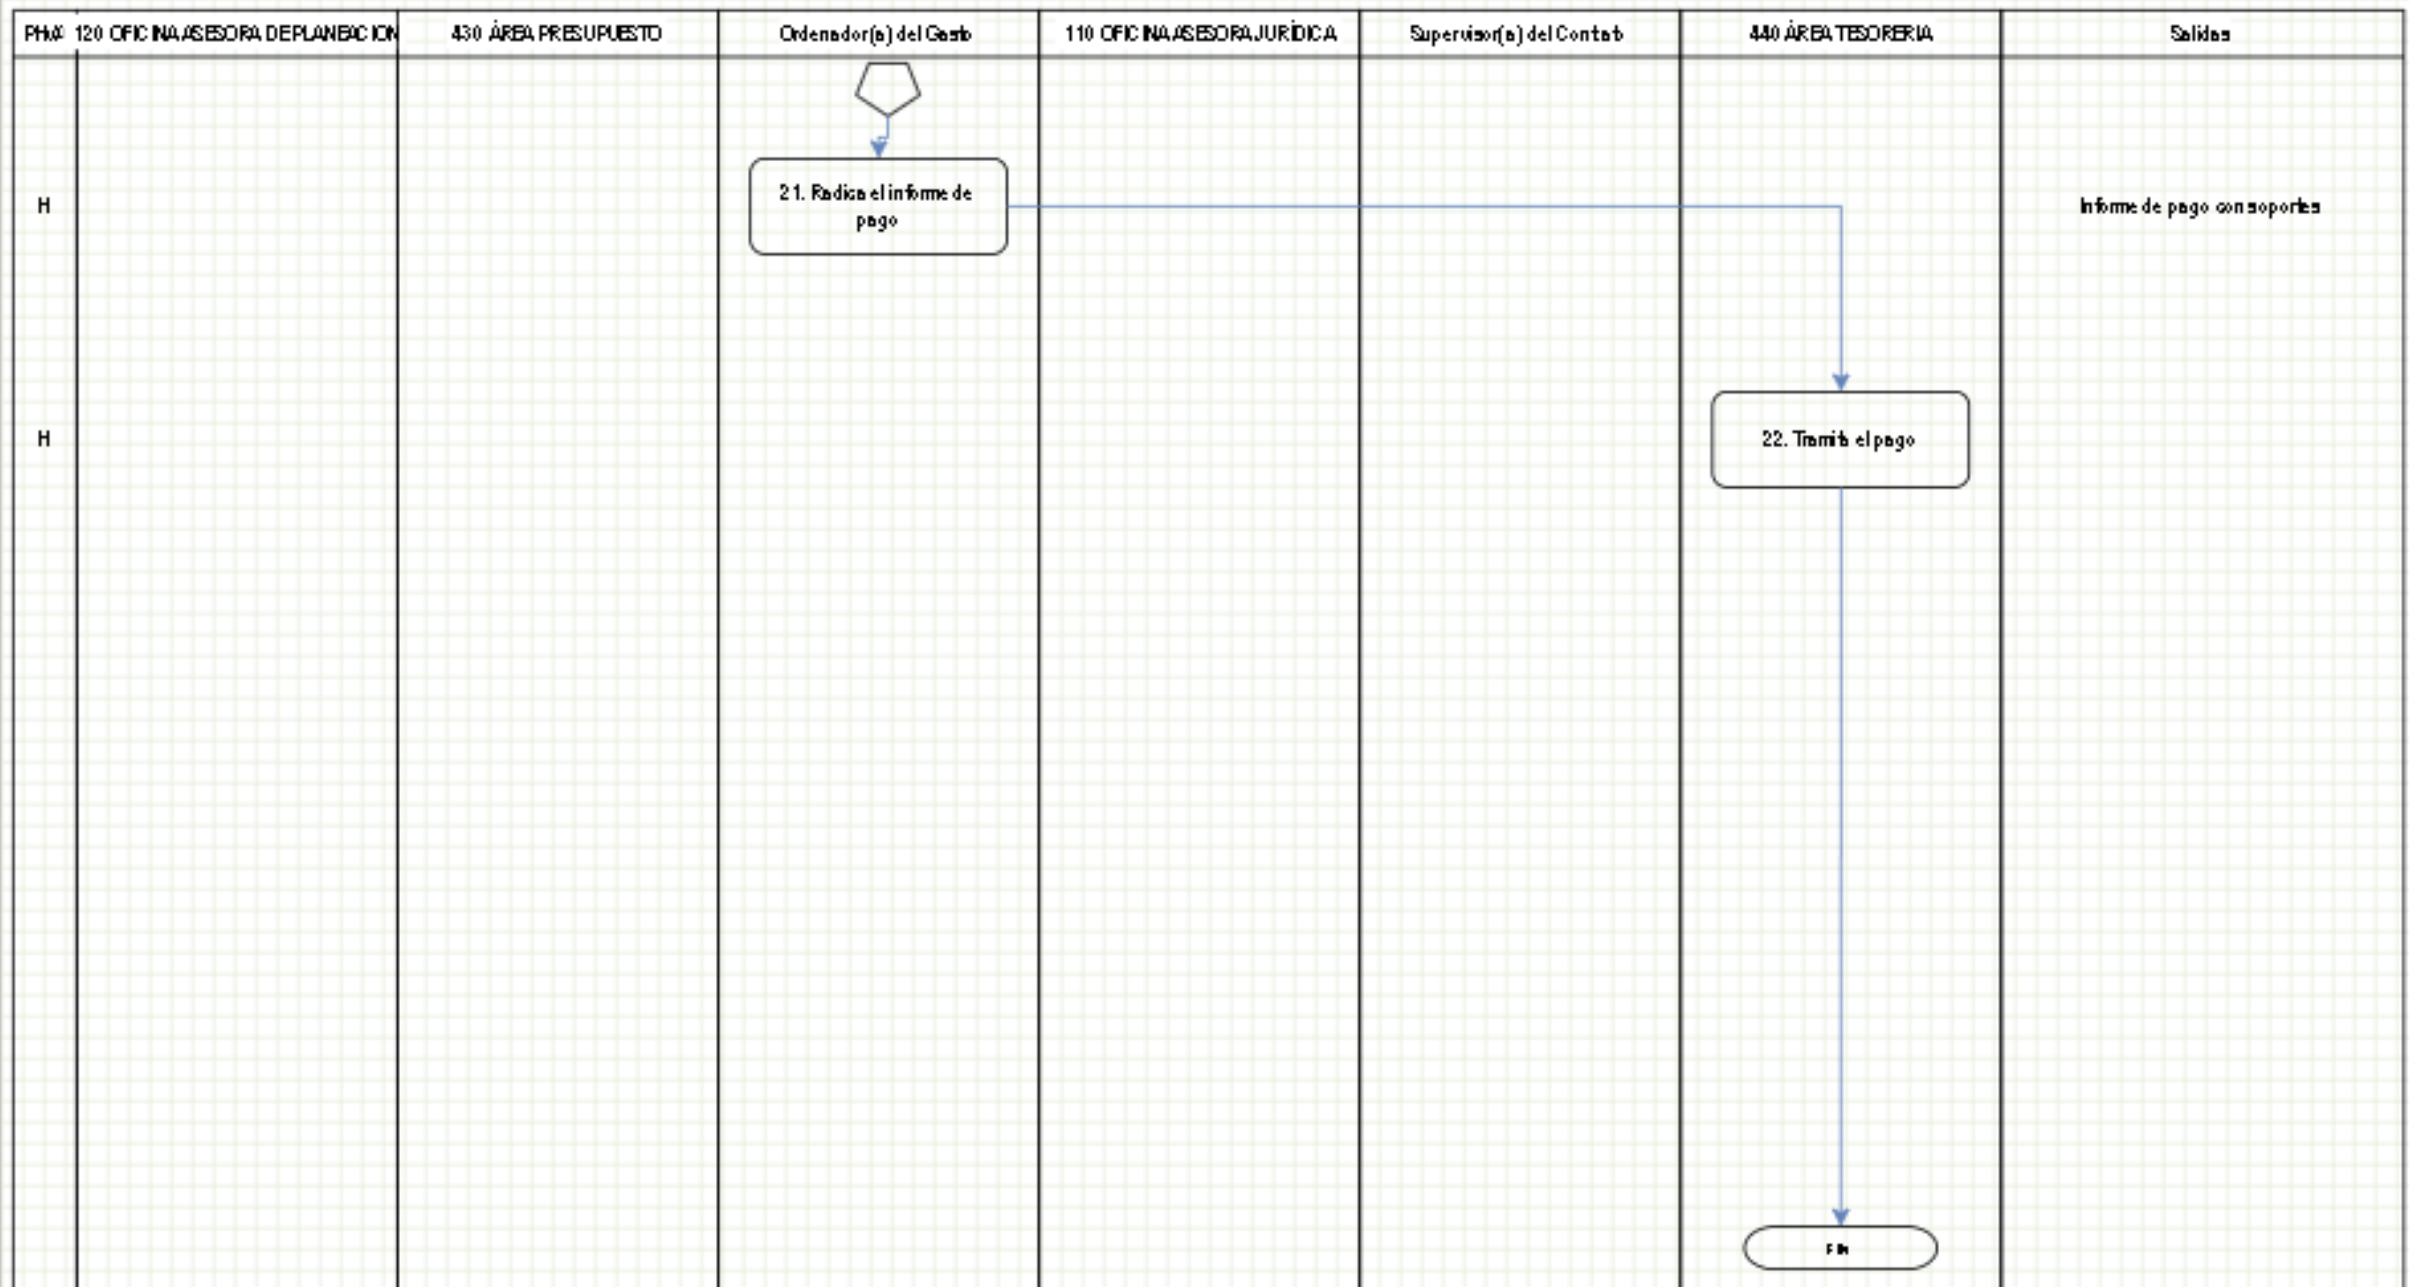 PHVA
120 OFICINA ASESORA DE PLANEACION
430 ÁREA PRESUPUESTO
Ordenador(a) del Gasto
110 OFICINA ASESORA JURÍDICA
Supervisor(a) del Contrato
440 ÁREA TESORERIA
Salidas
H
21. Radica el informe de
pago
Informe de pago con soportes
H
22. Tramita el pago
FIN